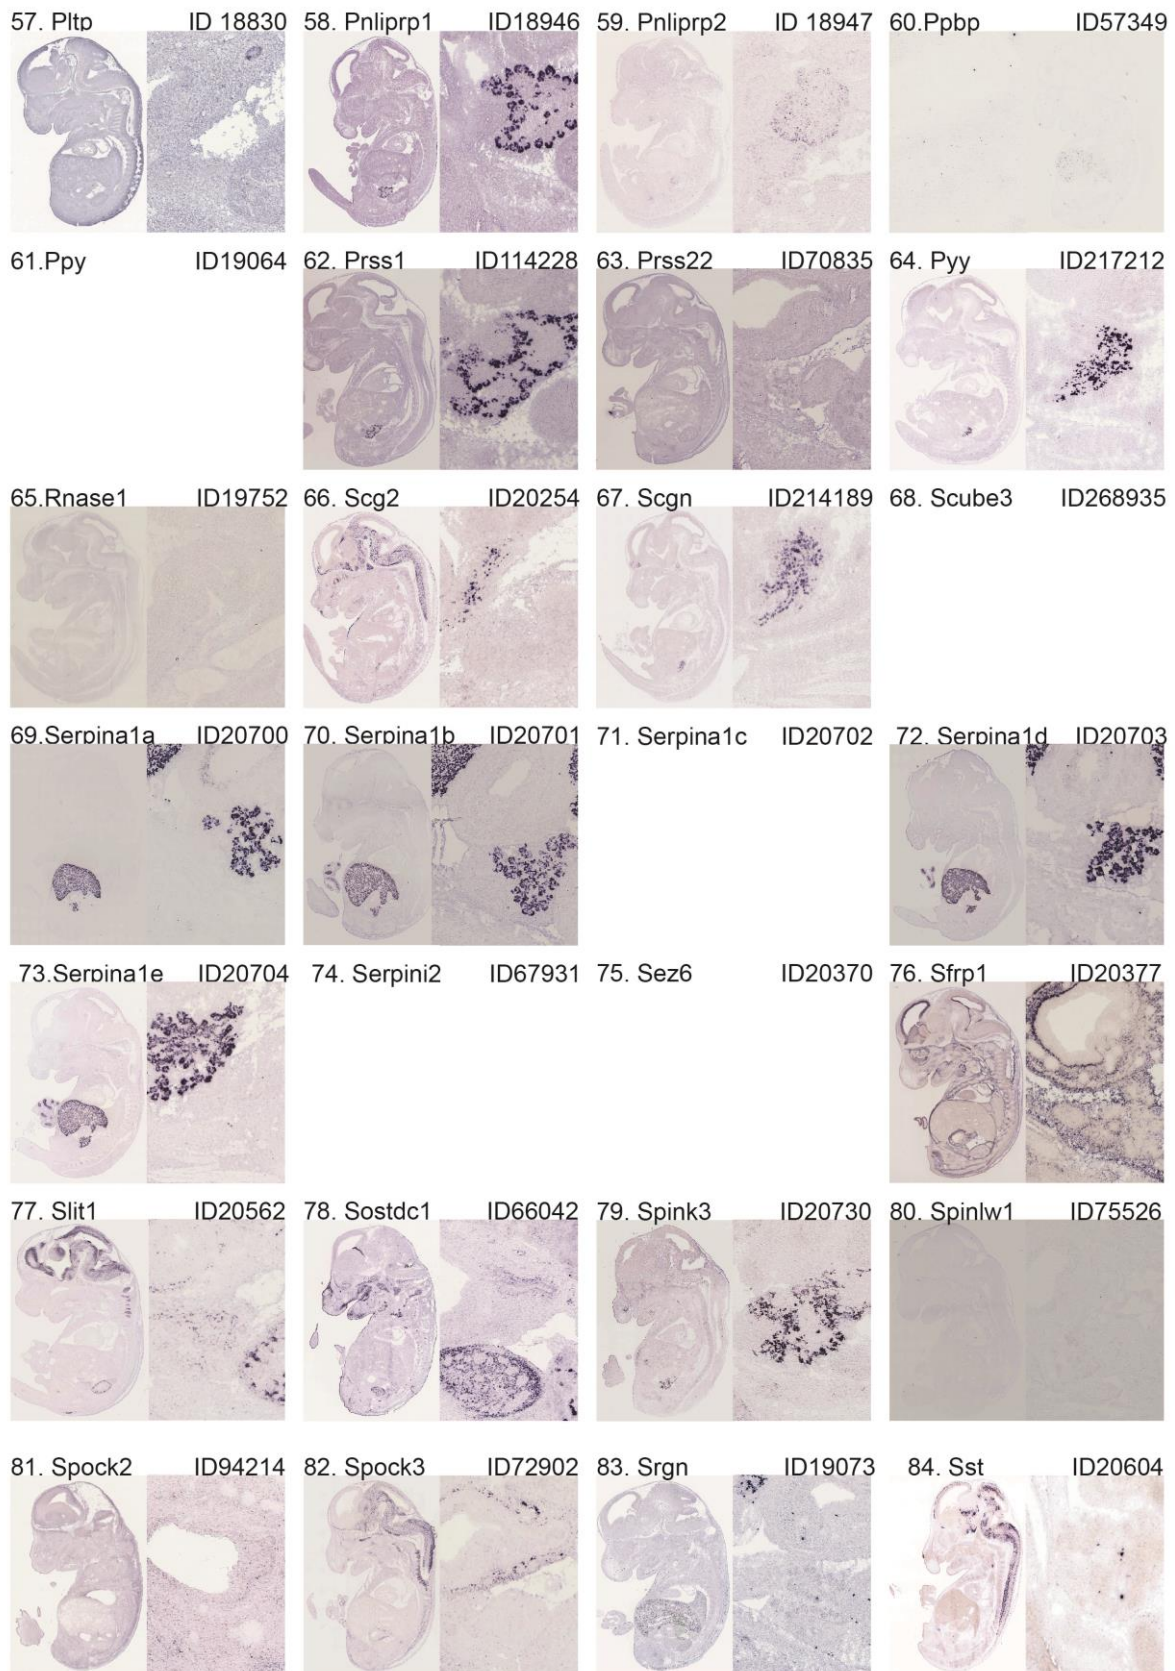 57. Pltp ID 18830 58. Pnliprp1 ID18946 59. Pnliprp2 ID 18947 60.Ppbp ID57349
61.Ppy ID19064 62. Prss1 ID114228 63. Prss22 ID70835 64. Pyy ID217212
65.Rnase1 ID19752 66. Scg2 ID20254 67. Scgn ID214189 68. Scube3 ID268935
69.Serpina1a ID20700 70. Serpina1b ID20701 71. Serpina1c ID20702 72. Serpina1d ID20703
73.Serpina1e ID20704 74. Serpini2 ID67931 75. Sez6 ID20370 76. Sfrp1 ID20377
77. Slit1 ID20562 78. Sostdc1 ID66042 79. Spink3 ID20730 80. Spinlw1 ID75526
81. Spock2 ID94214 82. Spock3 ID72902 83. Srgn ID19073 84. Sst ID20604